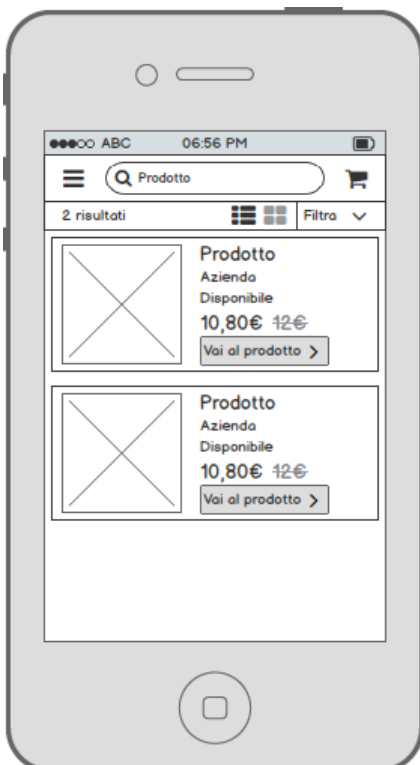 ABC 06:56 PM
Prodotto
2 risultati Filtra
Prodotto
Azienda
Disponibile
10,80€ 12€
Vai al prodotto
Prodotto
Azienda
Disponibile
10,80€ 12€
Vai al prodotto